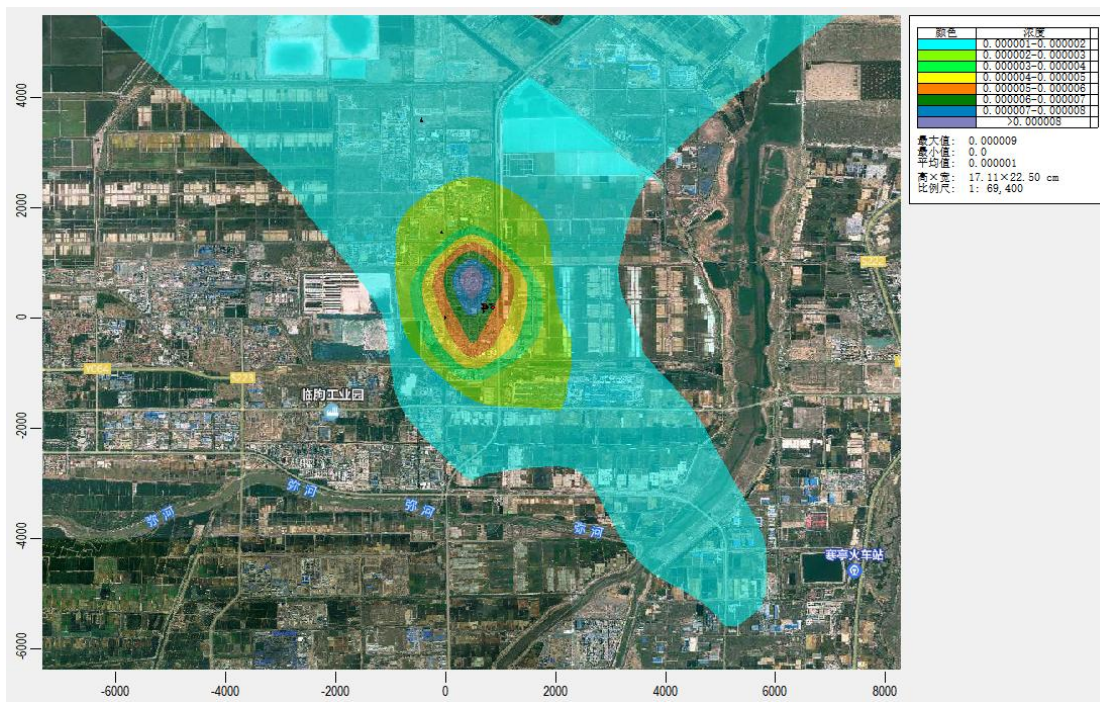 颜色 浓度
0.000001-0.000002
0.000002-0.000003
0.000003-0.000004
0.000004-0.000005
0.000005-0.000006
0.000006-0.000007
0.000007-0.000008
>0.000008
最大值: 0.000009
最小值: 0.0
平均值: 0.000001
高×宽: 17.11×22.50 cm
比例尺: 1: 69,400
4000
2000
0
-2000
-4000
-6000
临朐工业园
弥河
弥河
弥河
弥河
寒亭火车站
-6000 -4000 -2000 0 2000 4000 6000 8000